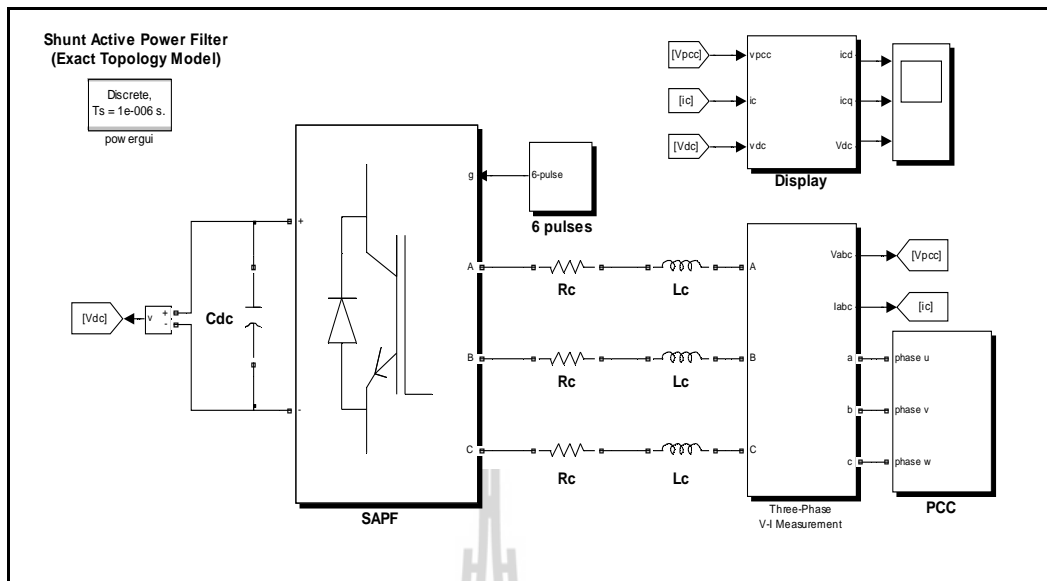 Shunt Active Power Filter
(Exact Topology Model)
Discrete,
Ts = 1e-006 s.
powergui
[Vdc]
v
+
-
Cdc
+
-
g
A
B
C
SAPF
6-pulse
6 pulses
Rc
Lc
Rc
Lc
Rc
Lc
[Vpcc]
[ic]
[Vdc]
vpcc
ic
vdc
icd
icq
Vdc
Display
A
B
C
Vabc
Iabc
a
b
c
Three-Phase
V-I Measurement
[Vpcc]
[ic]
phase u
phase v
phase w
PCC